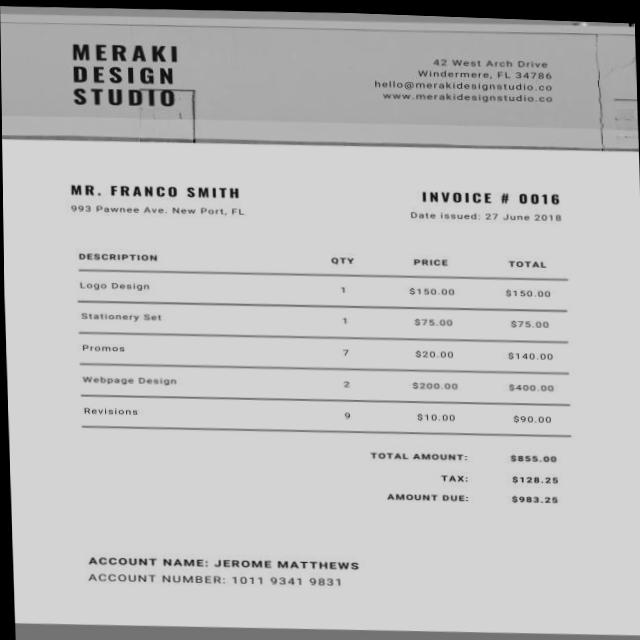 MERAKI
DESIGN
STUDIO
42 West Arch Drive
Windermere, FL 34786
hello@merakidesignstudio.co
www.merakidesignstudio.co
MR. FRANCO SMITH
993 Pawnee Ave. New Port, FL
INVOICE # 0016
Date issued: 27 June 2018
DESCRIPTION QTY PRICE TOTAL
Logo Design 1 $150.00 $150.00
Stationery Set 1 $75.00 $75.00
Promos 7 $20.00 $140.00
Webpage Design 2 $200.00 $400.00
Revisions 9 $10.00 $90.00
TOTAL AMOUNT: $855.00
TAX: $128.25
AMOUNT DUE: $983.25
ACCOUNT NAME: JEROME MATTHEWS
ACCOUNT NUMBER: 1011 9341 9831